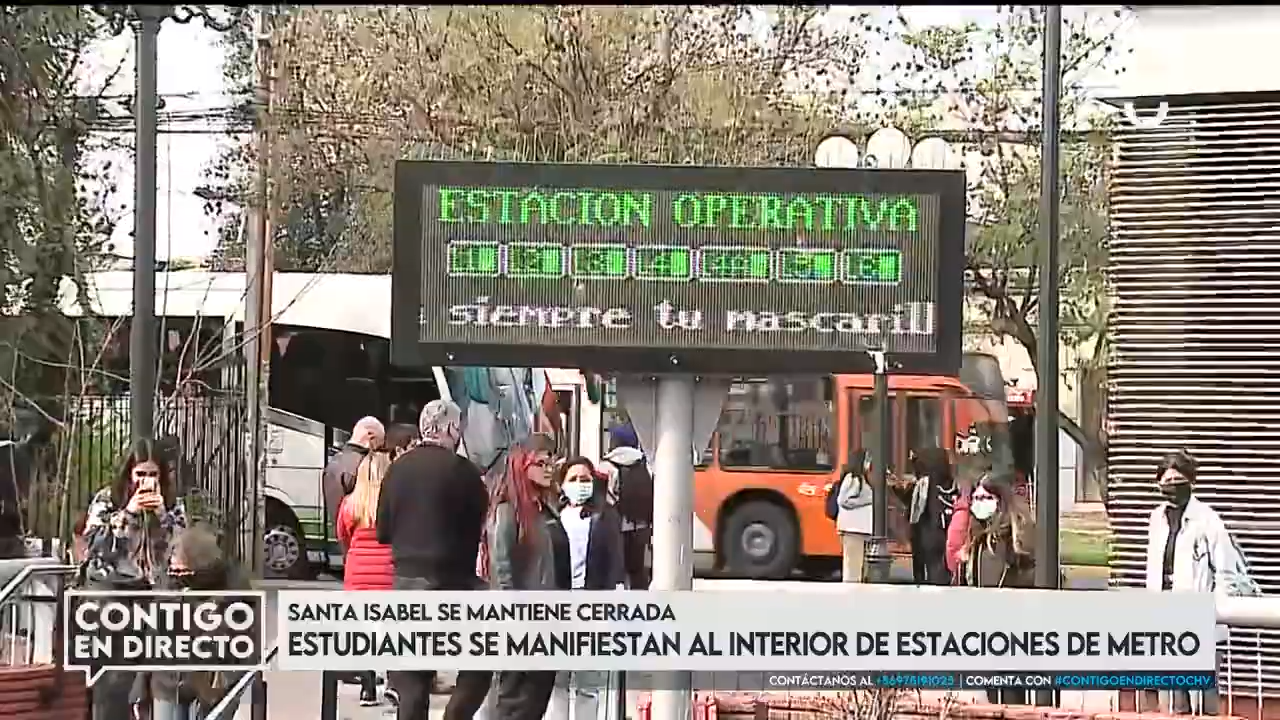 ESTACION OPERATIVA
siempre tu mascarill
CONTIGO
EN DIRECTO
SANTA ISABEL SE MANTIENE CERRADA
ESTUDIANTES SE MANIFIESTAN AL INTERIOR DE ESTACIONES DE METRO
CONTÁCTANOS AL +56975191025 | COMENTA CON #CONTIGOENDIRECTOCHV